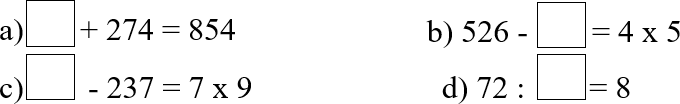 a) □ + 274 = 854 b) 526 - □ = 4 x 5
c) □ - 237 = 7 x 9 d) 72 : □ = 8